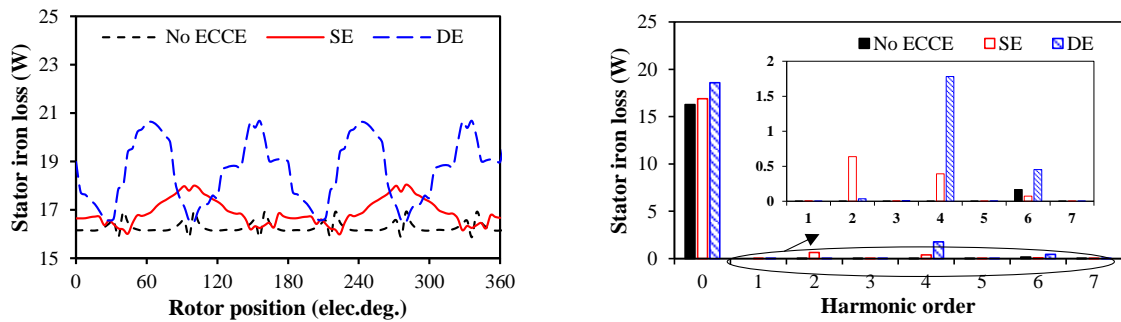 Stator iron loss (W)
25
23
21
19
17
15
No ECCE SE DE
0 60 120 180 240 300 360
Rotor position (elec.deg.)
Stator iron loss (W)
25
20
15
10
5
0
No ECCE SE DE
2
1.5
1
0.5
0
1 2 3 4 5 6 7
0 1 2 3 4 5 6 7
Harmonic order